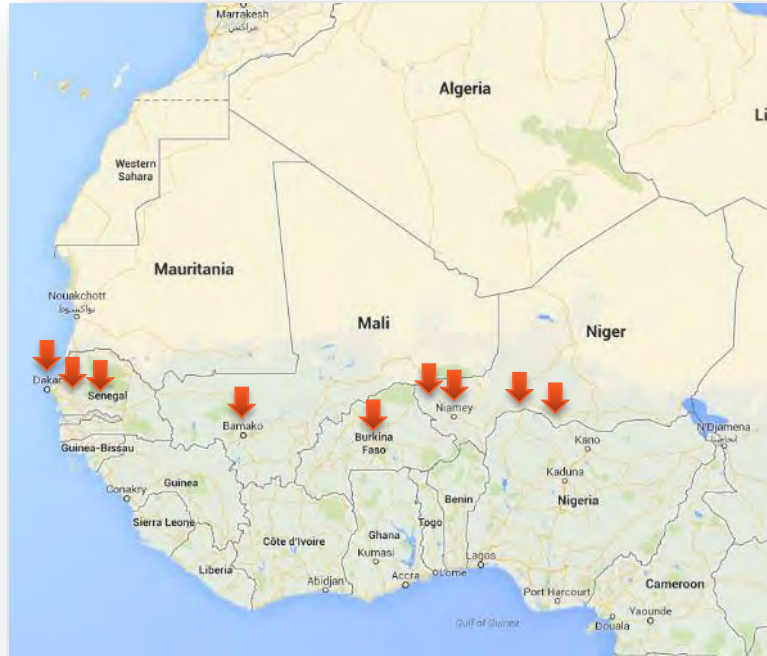 Marrakesh
مراكش
Algeria
Li
Western
Sahara
Mauritania
Nouakchott
نواكشوط
Mali
Niger
Dakar
Senegal
Niamey
Bamako
Burkina
Faso
N'Djamena
انجامينا
Kano
Guinea-Bissau
Kaduna
Guinea
Benin
Nigeria
Conakry
Togo
Sierra Leone
Côte d'Ivoire
Ghana
Kumasi
Lagos
Liberia
Abidjan
Accra
Lome
Port Harcourt
Cameroon
Yaounde
Douala
Gulf of Guinea